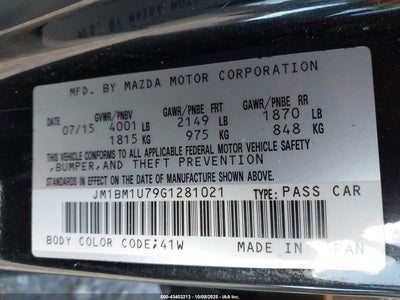 MFD. BY MAZDA MOTOR CORPORATION
DATE GVWR/PNBV GAWR/PNBE FRT GAWR/PNBE RR
07/15 4001 LB 2149 LB 1870 LB
1815 KG 975 KG 848 KG
THIS VEHICLE CONFORMS TO ALL APPLICABLE FEDERAL MOTOR VEHICLE SAFETY
,BUMPER,AND THEFT PREVENTION
STANDARDS IN EFFECT ON THE DATE OF MANUFACTURE SHOWN ABOVE.
JM1BM1U79G1281021 TYPE: PASS CAR
BODY COLOR CODE;41W MADE IN JAPAN
000-43403213 - 10/08/2025 - IAA Inc.